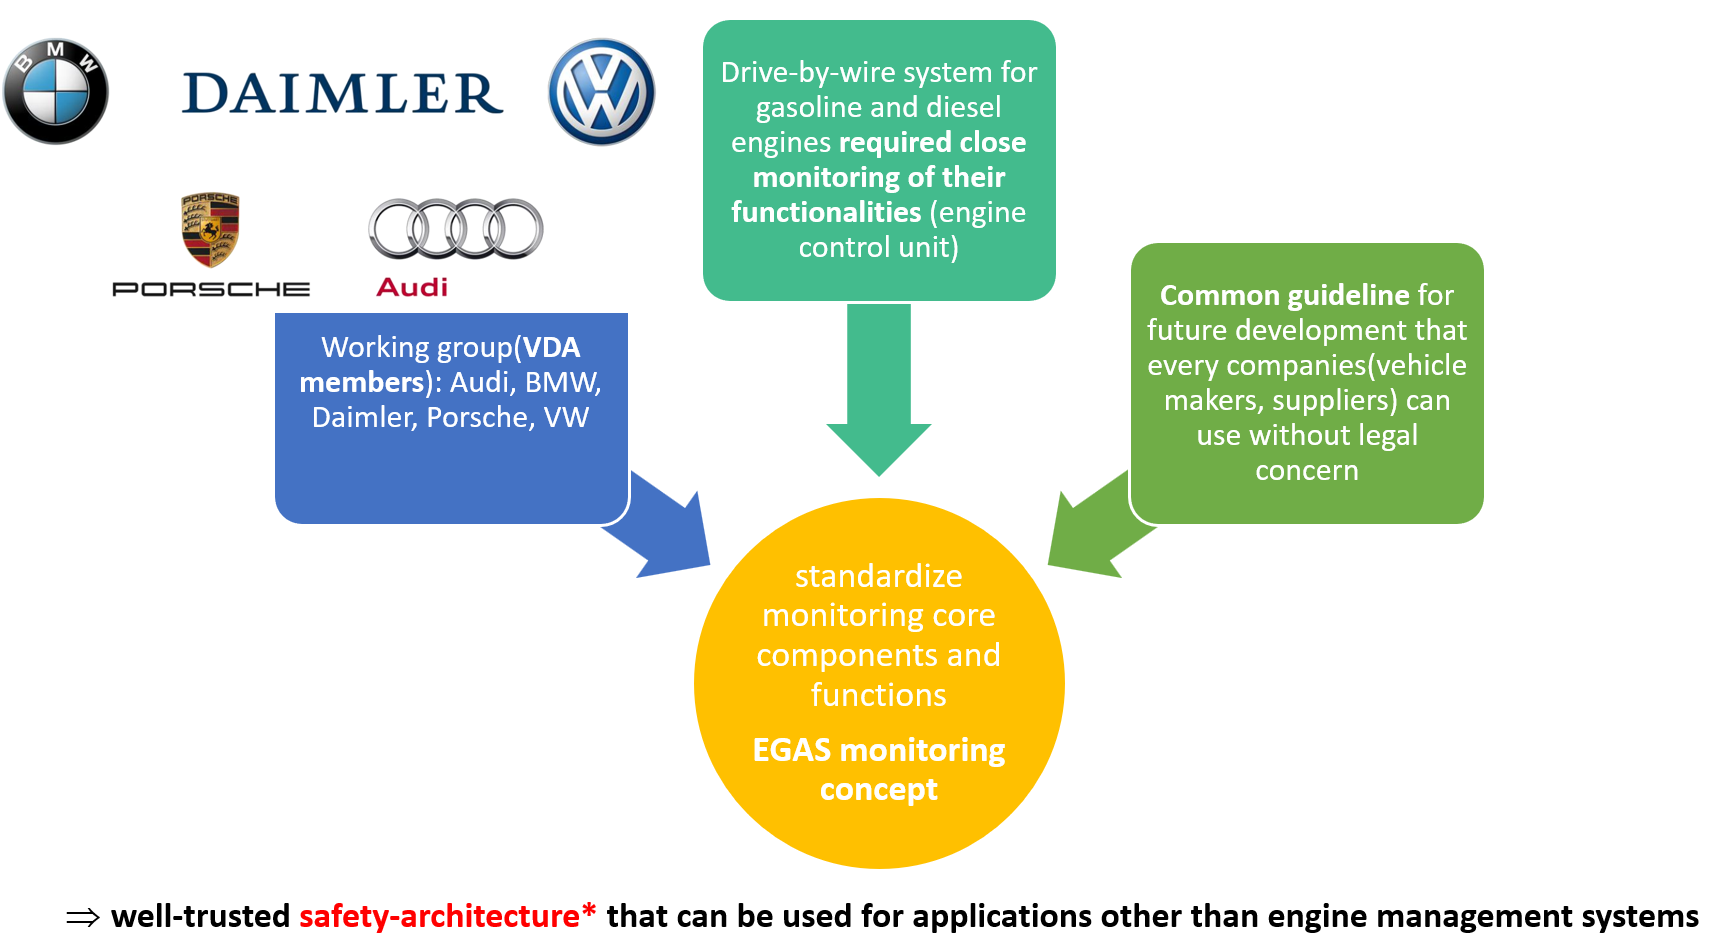 BMW
DAIMLER
VW
PORSCHE
PORSCHE
Audi
Working group(VDA
members): Audi, BMW,
Daimler, Porsche, VW
Drive-by-wire system for
gasoline and diesel
engines required close
monitoring of their
functionalities (engine
control unit)
Common guideline for
future development that
every companies(vehicle
makers, suppliers) can
use without legal
concern
standardize
monitoring core
components and
functions
EGAS monitoring
concept
⇒ well-trusted safety-architecture* that can be used for applications other than engine management systems